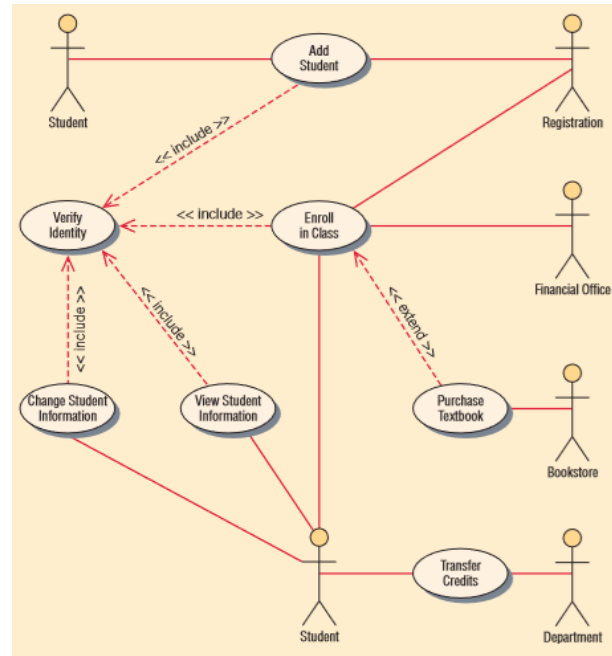 Add
Student
Student
Registration
<< include >>
Verify
Identity
<< include >>
Enroll
in Class
Financial Office
<< include >>
<< include >>
<< extend >>
Change Student
Information
View Student
Information
Purchase
Textbook
Bookstore
Transfer
Credits
Student
Department